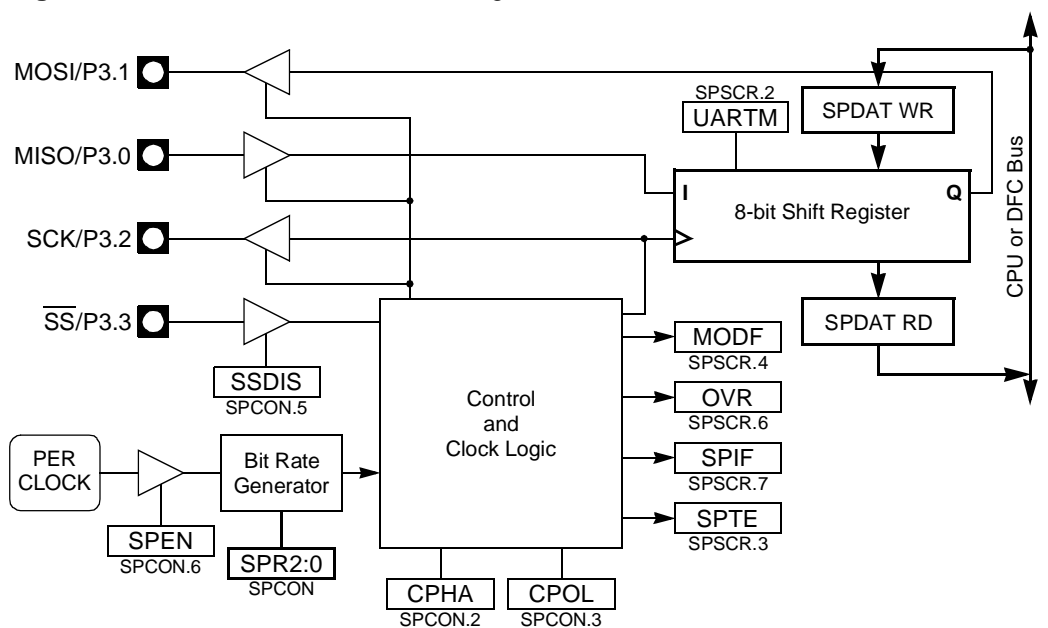 MOSI/P3.1
SPSCR.2
UARTM
SPDAT WR
MISO/P3.0
I
Q
8-bit Shift Register
CPU or DFC Bus
SCK/P3.2
SS/P3.3
SPDAT RD
MODF
SPSCR.4
SSDIS
SPCON.5
Control
and
Clock Logic
OVR
SPSCR.6
PER
CLOCK
Bit Rate
Generator
SPIF
SPSCR.7
SPEN
SPCON.6
SPR2:0
SPCON
SPTE
SPSCR.3
CPHA
SPCON.2
CPOL
SPCON.3